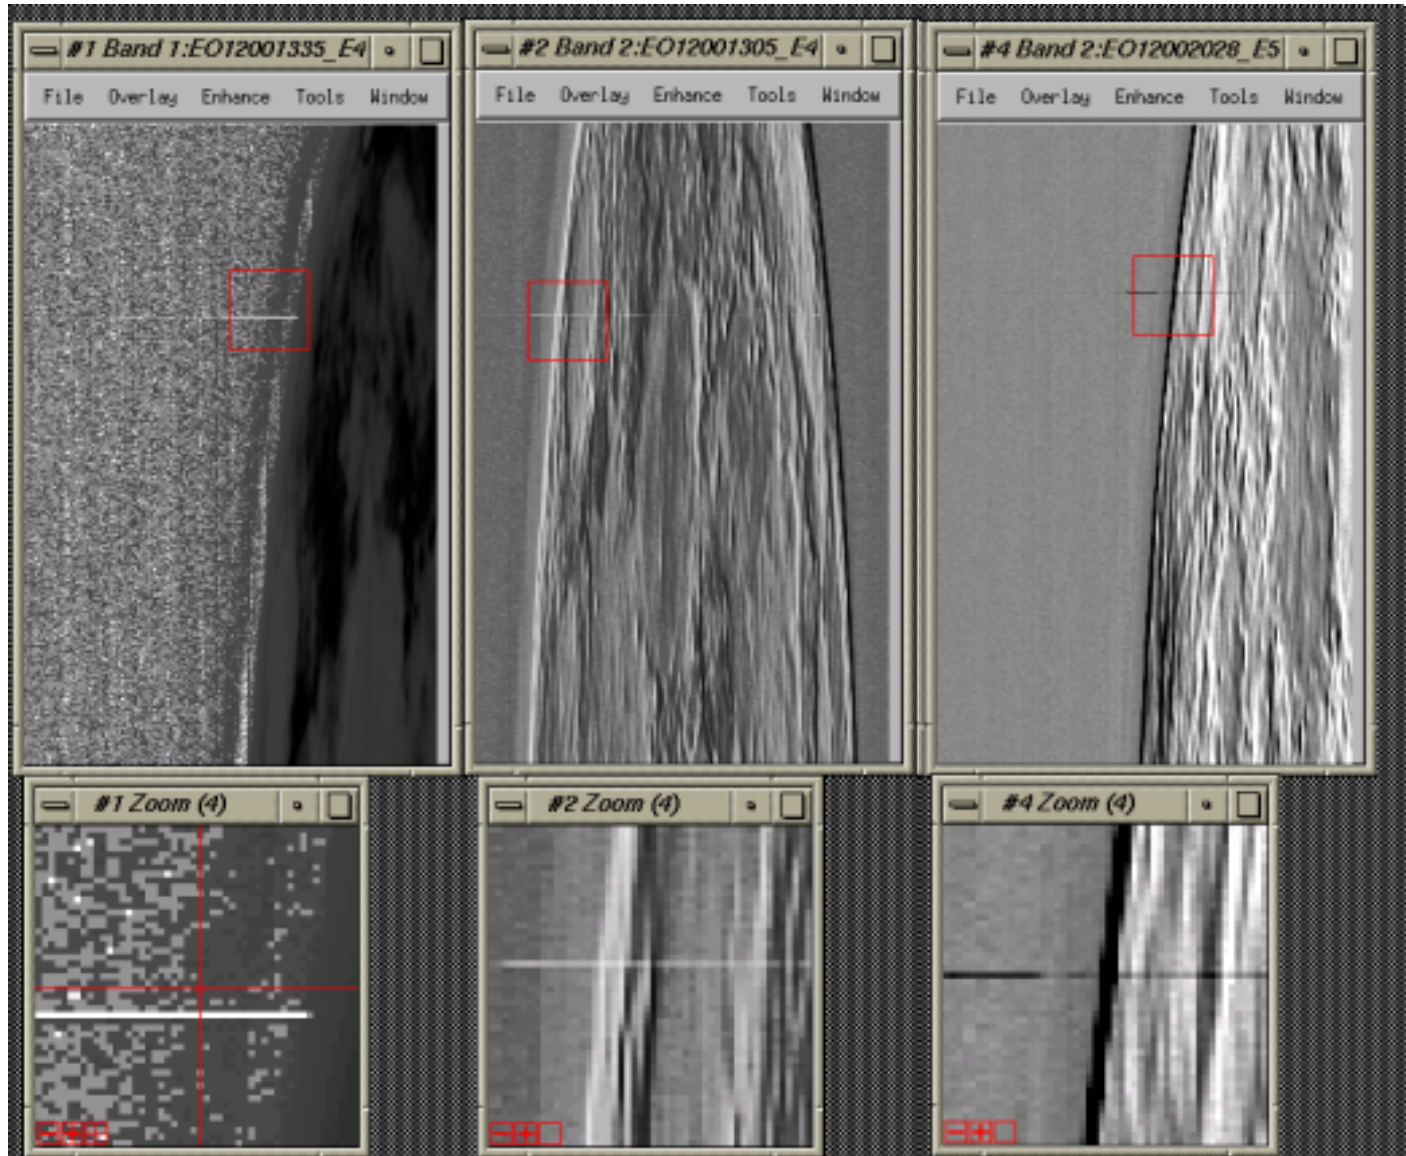 #1 Band 1:EO12001335_E4
File Overlay Enhance Tools Window
#2 Band 2:EO12001305_E4
File Overlay Enhance Tools Window
#4 Band 2:EO12002028_E5
File Overlay Enhance Tools Window
#1 Zoom (4)
#2 Zoom (4)
#4 Zoom (4)